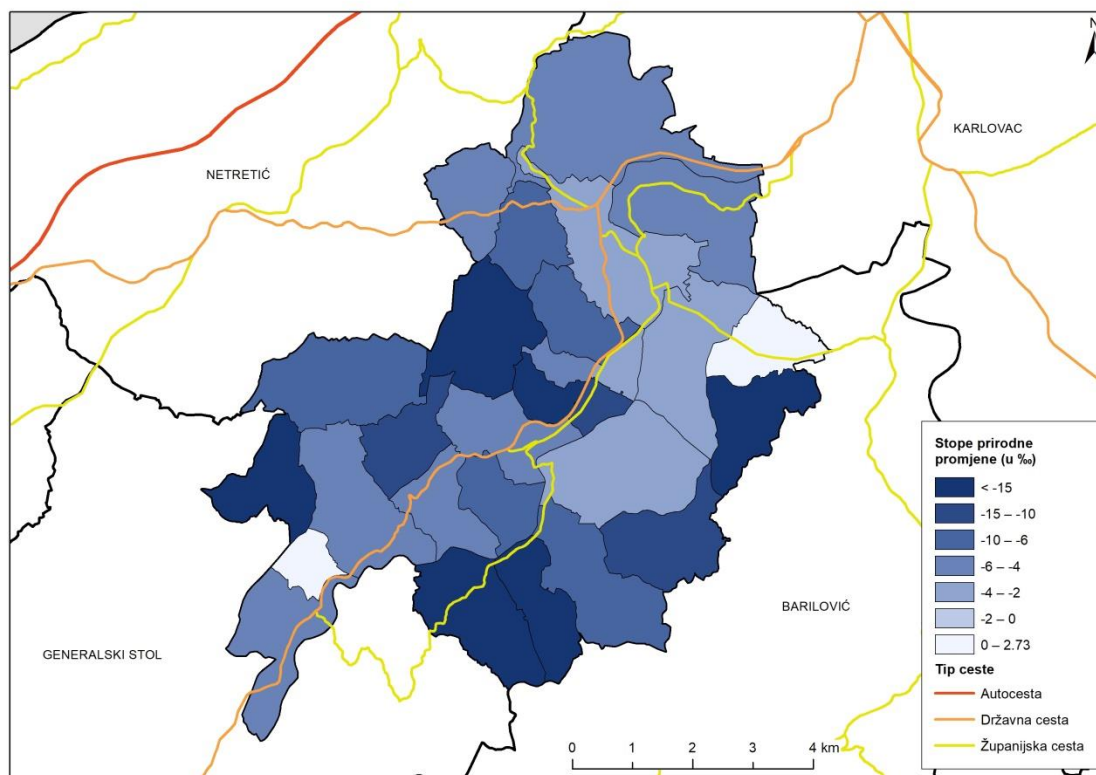 N
KARLOVAC
NETRETIĆ
BARILOVIĆ
GENERALSKI STOL
Stope prirodne
promjene (u ‰)
< -15
-15 – -10
-10 – -6
-6 – -4
-4 – -2
-2 – 0
0 – 2.73
Tip ceste
Autocesta
Državna cesta
Županijska cesta
0 1 2 3 4 km